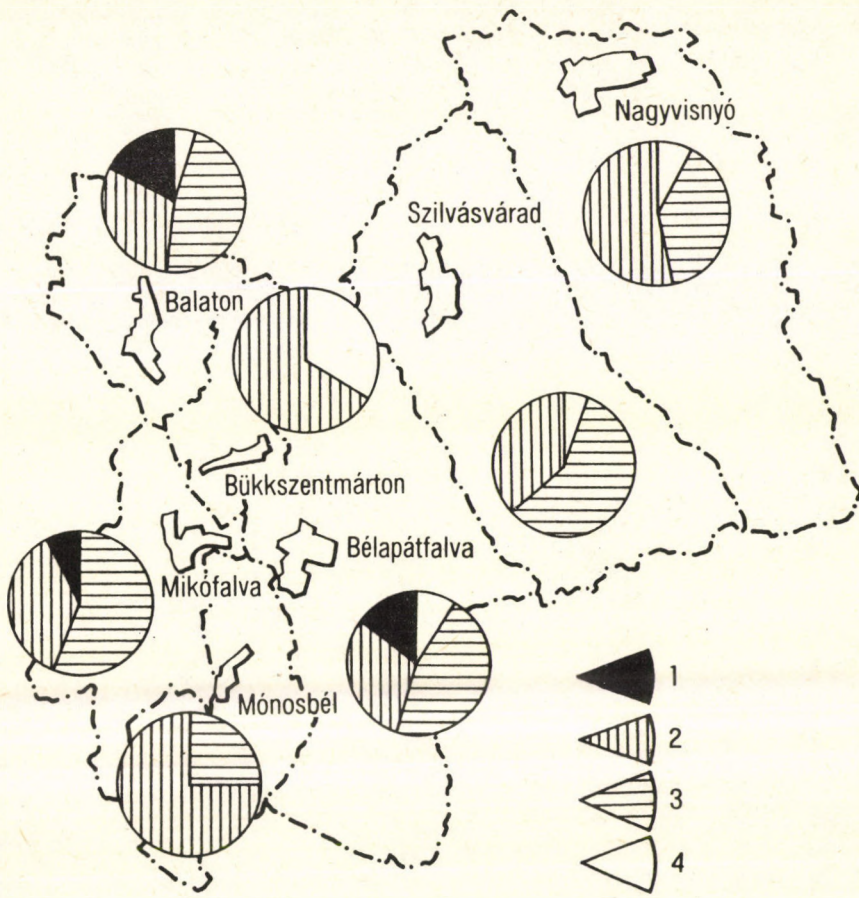 Nagyvisnyó
Szilvásvárad
Balaton
Bükkszentmárton
Bélapátfalva
Mikófalva
Mónosbél
1
2
3
4